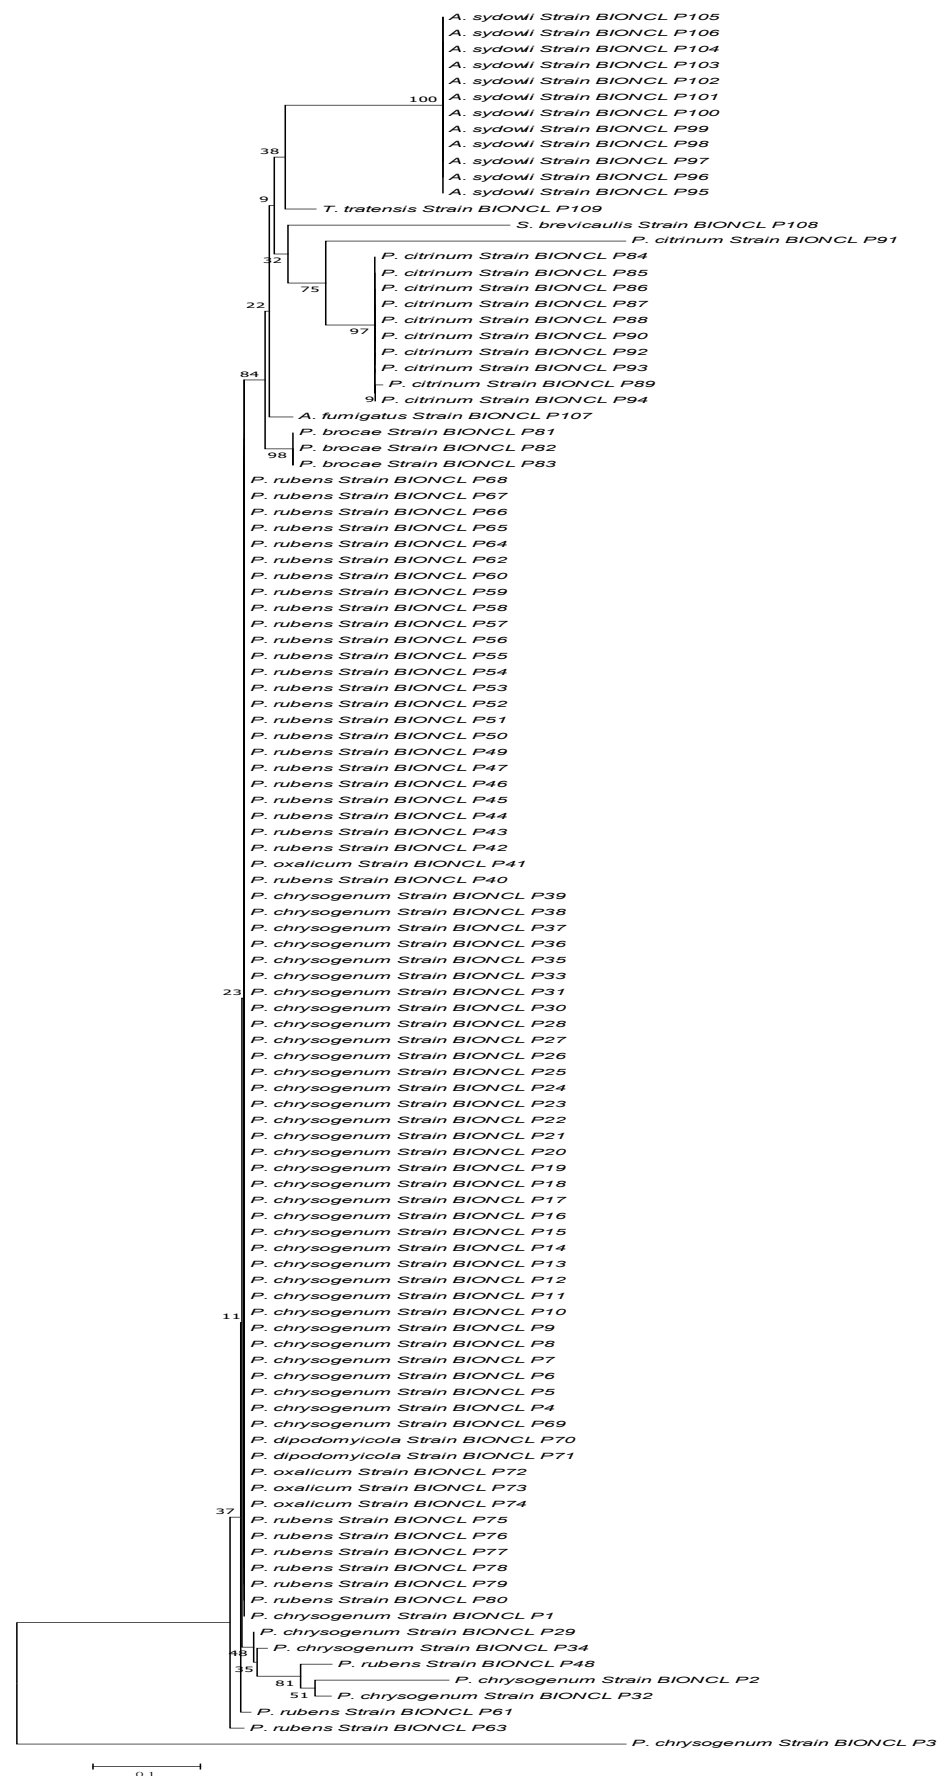 A. sydowii Strain BIONCL P105
A. sydowii Strain BIONCL P106
A. sydowii Strain BIONCL P104
A. sydowii Strain BIONCL P103
A. sydowii Strain BIONCL P102
A. sydowii Strain BIONCL P101
100
A. sydowii Strain BIONCL P100
A. sydowii Strain BIONCL P99
A. sydowii Strain BIONCL P98
38
A. sydowii Strain BIONCL P97
A. sydowii Strain BIONCL P96
A. sydowii Strain BIONCL P95
9
T. tratensis Strain BIONCL P109
S. brevicaulis Strain BIONCL P108
P. citrinum Strain BIONCL P91
32
P. citrinum Strain BIONCL P84
P. citrinum Strain BIONCL P85
75
P. citrinum Strain BIONCL P86
22
P. citrinum Strain BIONCL P87
P. citrinum Strain BIONCL P88
97
P. citrinum Strain BIONCL P90
P. citrinum Strain BIONCL P92
P. citrinum Strain BIONCL P93
84
P. citrinum Strain BIONCL P89
9
P. citrinum Strain BIONCL P94
A. fumigatus Strain BIONCL P107
P. brocae Strain BIONCL P81
P. brocae Strain BIONCL P82
98
P. brocae Strain BIONCL P83
P. rubens Strain BIONCL P68
P. rubens Strain BIONCL P67
P. rubens Strain BIONCL P66
P. rubens Strain BIONCL P65
P. rubens Strain BIONCL P64
P. rubens Strain BIONCL P62
P. rubens Strain BIONCL P60
P. rubens Strain BIONCL P59
P. rubens Strain BIONCL P58
P. rubens Strain BIONCL P57
P. rubens Strain BIONCL P56
P. rubens Strain BIONCL P55
P. rubens Strain BIONCL P54
P. rubens Strain BIONCL P53
P. rubens Strain BIONCL P52
P. rubens Strain BIONCL P51
P. rubens Strain BIONCL P50
P. rubens Strain BIONCL P49
P. rubens Strain BIONCL P47
P. rubens Strain BIONCL P46
P. rubens Strain BIONCL P45
P. rubens Strain BIONCL P44
P. rubens Strain BIONCL P43
P. rubens Strain BIONCL P42
P. oxalicum Strain BIONCL P41
P. rubens Strain BIONCL P40
P. chrysogenum Strain BIONCL P39
P. chrysogenum Strain BIONCL P38
P. chrysogenum Strain BIONCL P37
P. chrysogenum Strain BIONCL P36
P. chrysogenum Strain BIONCL P35
P. chrysogenum Strain BIONCL P33
23
P. chrysogenum Strain BIONCL P31
P. chrysogenum Strain BIONCL P30
P. chrysogenum Strain BIONCL P28
P. chrysogenum Strain BIONCL P27
P. chrysogenum Strain BIONCL P26
P. chrysogenum Strain BIONCL P25
P. chrysogenum Strain BIONCL P24
P. chrysogenum Strain BIONCL P23
P. chrysogenum Strain BIONCL P22
P. chrysogenum Strain BIONCL P21
P. chrysogenum Strain BIONCL P20
P. chrysogenum Strain BIONCL P19
P. chrysogenum Strain BIONCL P18
P. chrysogenum Strain BIONCL P17
P. chrysogenum Strain BIONCL P16
P. chrysogenum Strain BIONCL P15
P. chrysogenum Strain BIONCL P14
P. chrysogenum Strain BIONCL P13
P. chrysogenum Strain BIONCL P12
P. chrysogenum Strain BIONCL P11
P. chrysogenum Strain BIONCL P10
11
P. chrysogenum Strain BIONCL P9
P. chrysogenum Strain BIONCL P8
P. chrysogenum Strain BIONCL P7
P. chrysogenum Strain BIONCL P6
P. chrysogenum Strain BIONCL P5
P. chrysogenum Strain BIONCL P4
P. chrysogenum Strain BIONCL P69
P. dipodomyicola Strain BIONCL P70
P. dipodomyicola Strain BIONCL P71
P. oxalicum Strain BIONCL P72
P. oxalicum Strain BIONCL P73
P. oxalicum Strain BIONCL P74
37
P. rubens Strain BIONCL P75
P. rubens Strain BIONCL P76
P. rubens Strain BIONCL P77
P. rubens Strain BIONCL P78
P. rubens Strain BIONCL P79
P. rubens Strain BIONCL P80
P. chrysogenum Strain BIONCL P1
P. chrysogenum Strain BIONCL P29
48
P. chrysogenum Strain BIONCL P34
35
P. rubens Strain BIONCL P48
81
P. chrysogenum Strain BIONCL P2
51
P. chrysogenum Strain BIONCL P32
P. rubens Strain BIONCL P61
P. rubens Strain BIONCL P63
P. chrysogenum Strain BIONCL P3
0.1